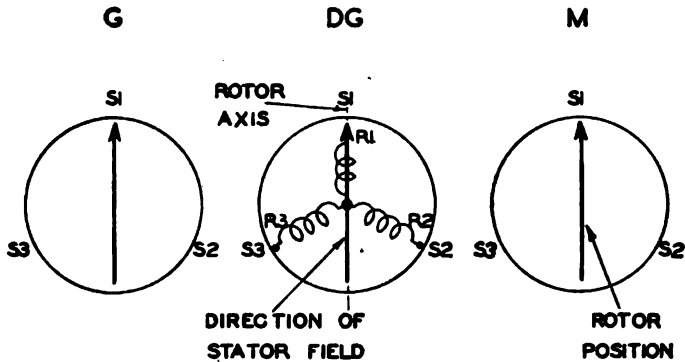 G
DG
M
S1
S3
S2
ROTOR
AXIS
S1
R1
R3
R2
S3
S2
DIRECTION OF
STATOR FIELD
S1
S3
S2
ROTOR
POSITION